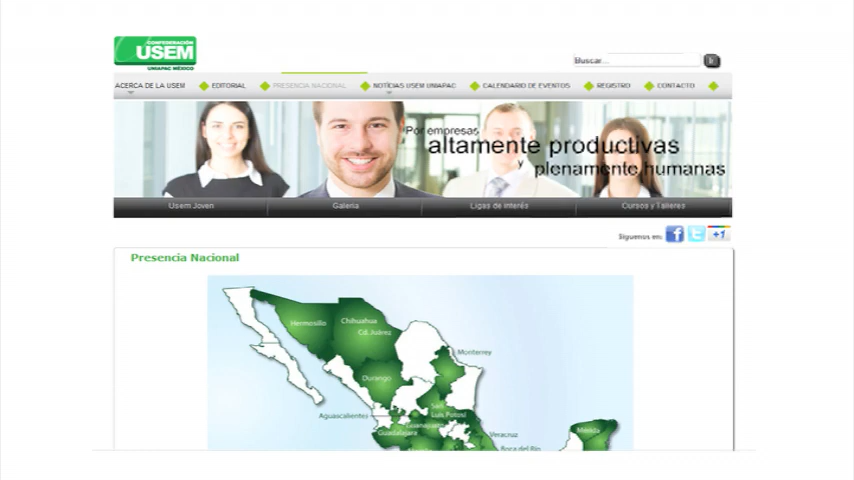 CONFEDERACIÓN
USEM
UNIAPAC MÉXICO
Buscar...
ACERCA DE LA USEM
EDITORIAL
PRESENCIA NACIONAL
NOTICIAS USEM UNIAPAC
CALENDARIO DE EVENTOS
REGISTRO
CONTACTO
Por empresas
altamente productivas
y
plenamente humanas
Usem Joven
Galeria
Ligas de interés
Cursos y Talleres
Síguenos en:
f
t
+1
Presencia Nacional
Hermosillo
Chihuahua
Cd. Juárez
Monterrey
Durango
Aguascalientes
San
Luis Potosí
Guanajuato
Guadalajara
Veracruz
Boca del Río
Mérida